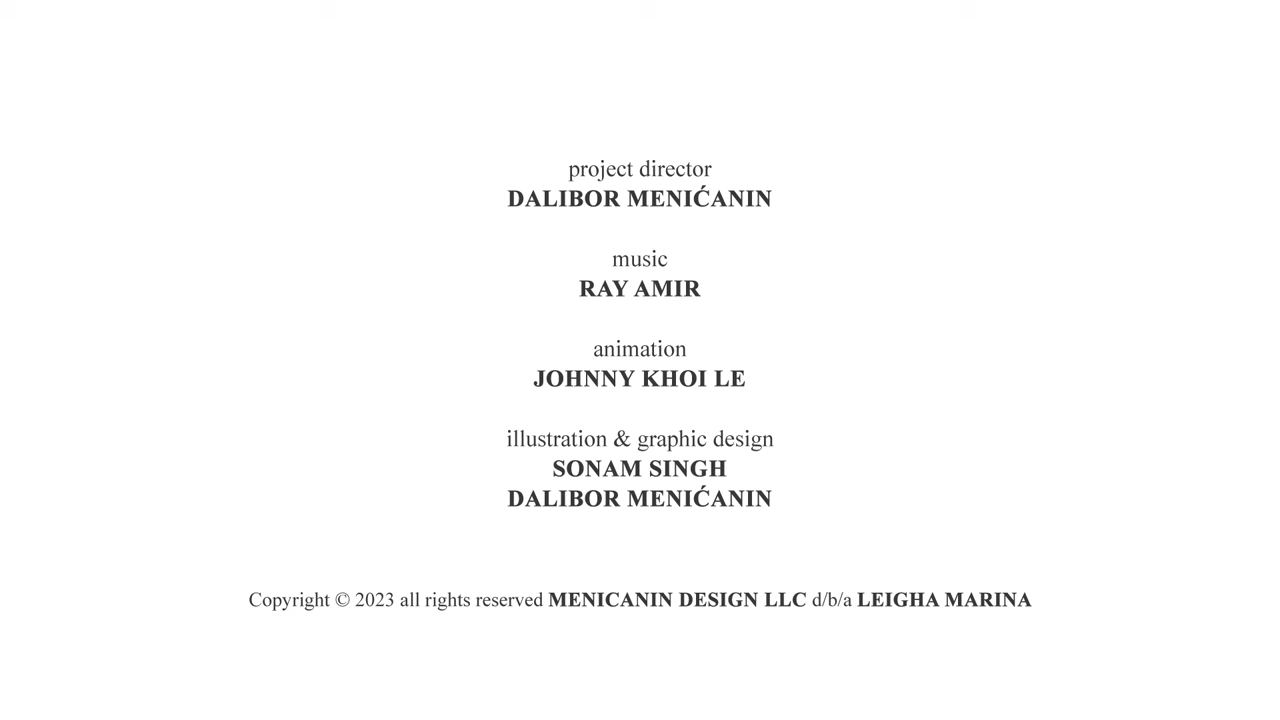 project director
DALIBOR MENIĆANIN
music
RAY AMIR
animation
JOHNNY KHOI LE
illustration & graphic design
SONAM SINGH
DALIBOR MENIĆANIN
Copyright © 2023 all rights reserved MENICANIN DESIGN LLC d/b/a LEIGHA MARINA